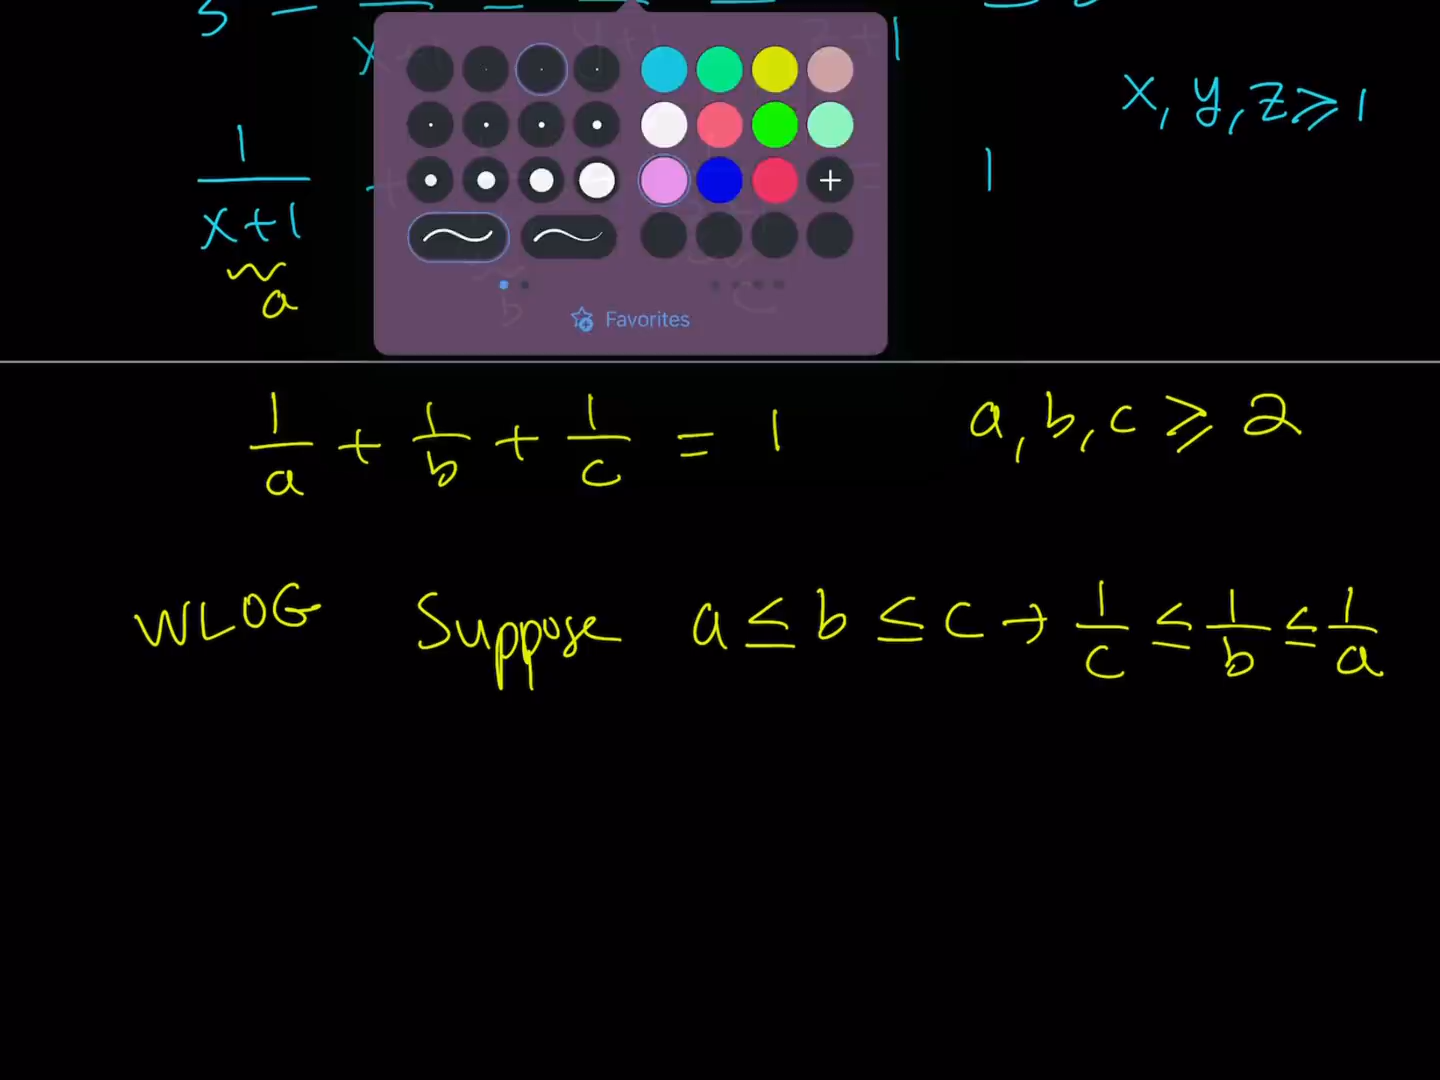 x, y, z ⩾ 1
1/(x+1) = 1
a b c
Favorites
1/a + 1/b + 1/c = 1 a, b, c ⩾ 2
WLOG Suppose a ≤ b ≤ c → 1/c ≤ 1/b ≤ 1/a